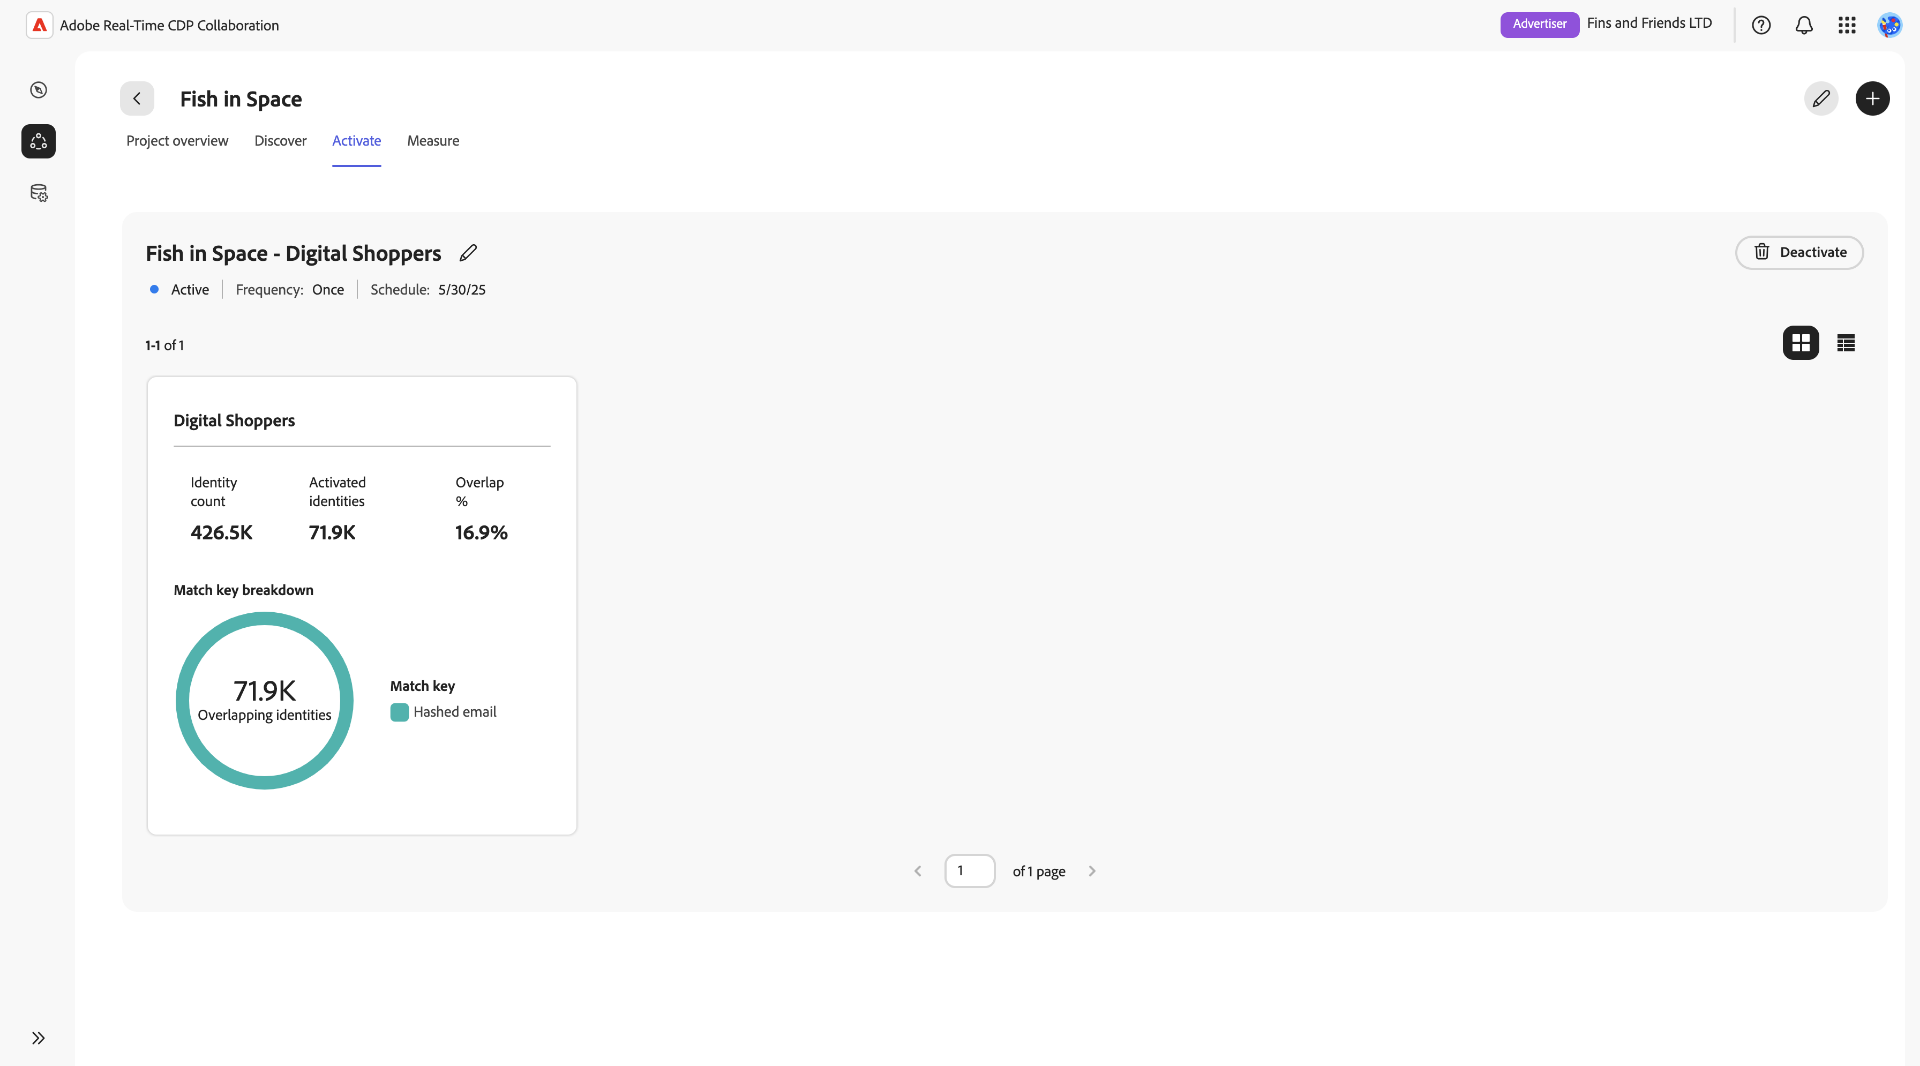 Adobe Real-Time CDP Collaboration
Advertiser
Fins and Friends LTD
Fish in Space
Project overview
Discover
Activate
Measure
Fish in Space - Digital Shoppers
Deactivate
Active
Frequency: Once
Schedule: 5/30/25
1-1 of 1
Digital Shoppers
Identity count
Activated identities
Overlap %
426.5K
71.9K
16.9%
Match key breakdown
71.9K
Overlapping identities
Match key
Hashed email
1
of 1 page